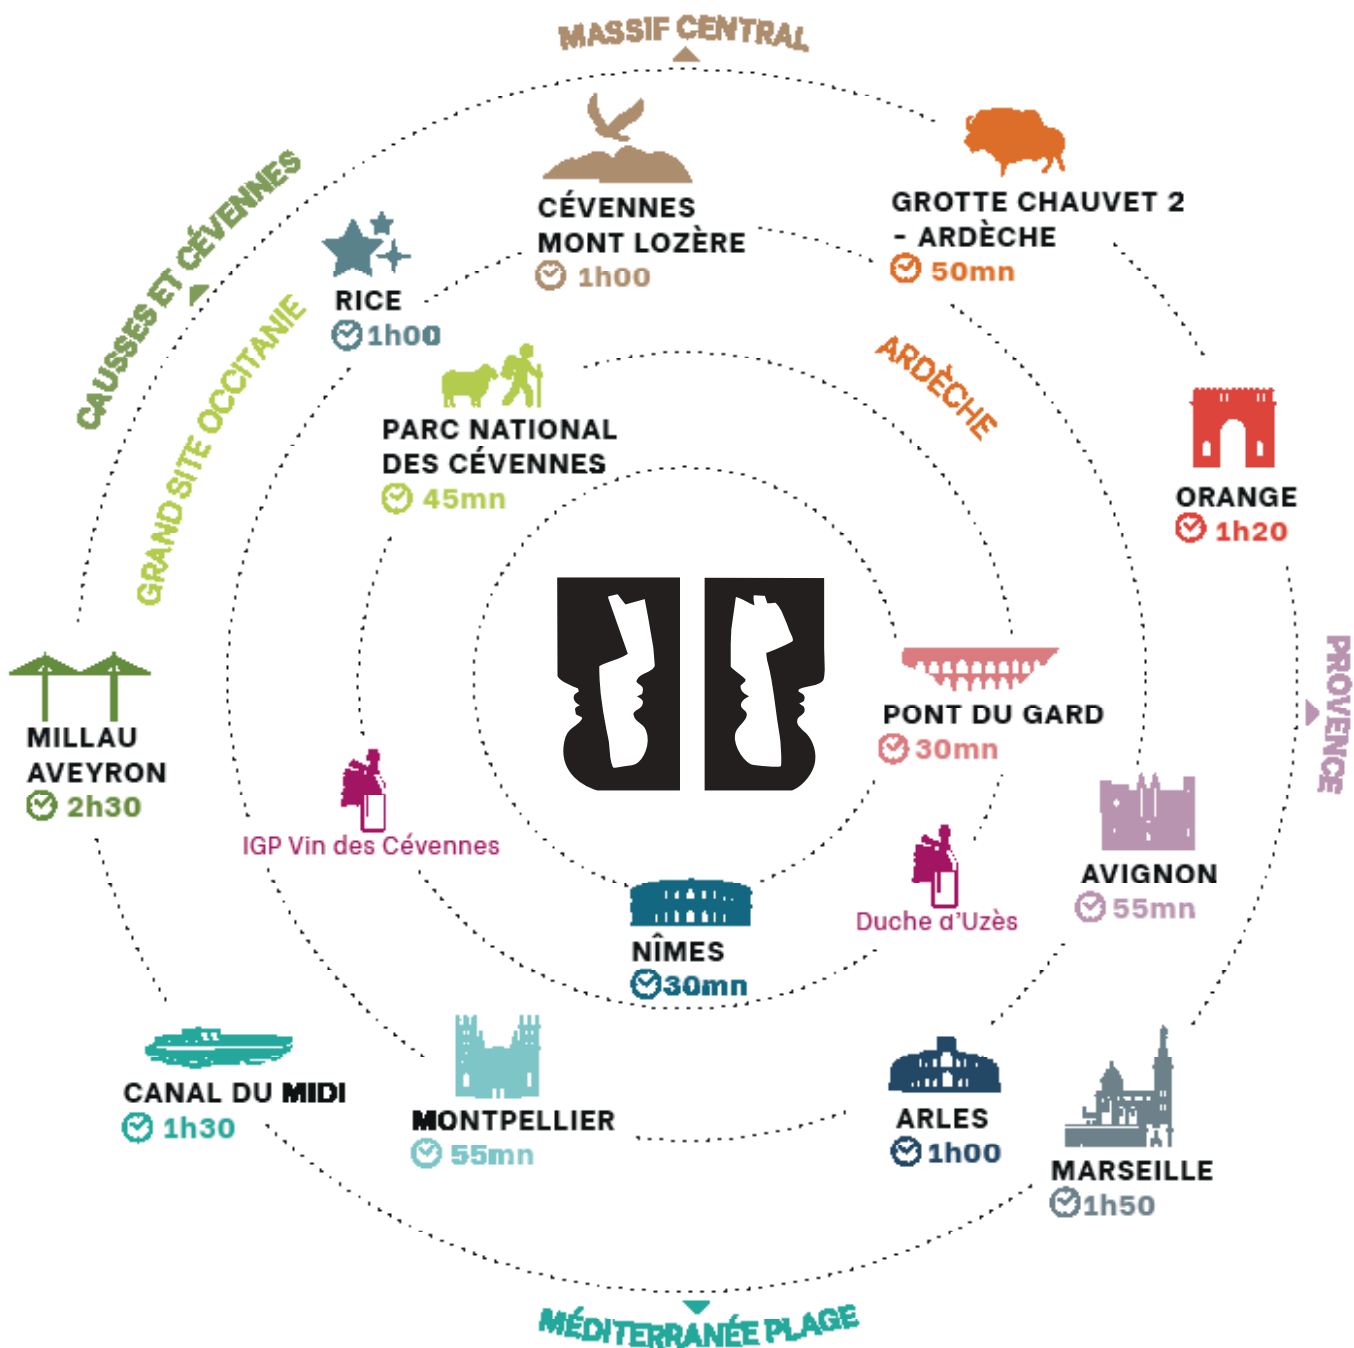 MASSIF CENTRAL
CÉVENNES
MONT LOZÈRE
1h00
GROTTE CHAUVET 2
- ARDÈCHE
50mn
CAUSSES ET CÉVENNES
RICE
1h00
GRAND SITE OCCITANIE
PARC NATIONAL
DES CÉVENNES
45mn
ARDÈCHE
ORANGE
1h20
PROVENCE
MILLAU
AVEYRON
2h30
PONT DU GARD
30mn
IGP Vin des Cévennes
AVIGNON
55mn
Duche d'Uzès
NÎMES
30mn
CANAL DU MIDI
1h30
MONTPELLIER
55mn
ARLES
1h00
MARSEILLE
1h50
MÉDITERRANÉE PLAGE